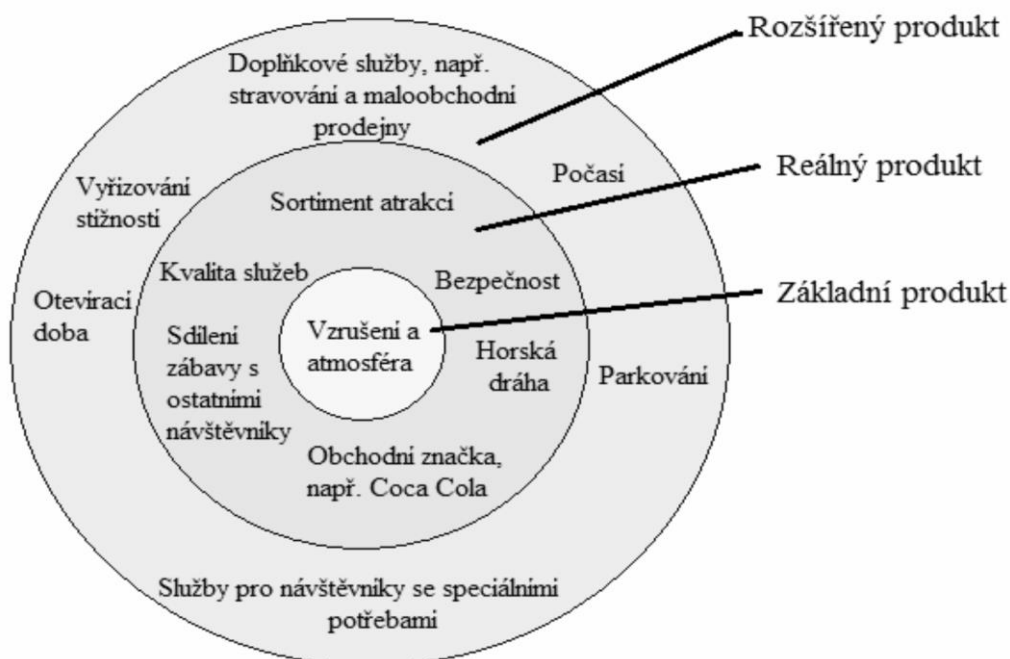 Rozšířený produkt
Doplňkové služby, např.
stravování a maloobchodní
prodejny
Reálný produkt
Počasí
Vyřizování
stižnosti
Sortiment atrakcí
Kvalita služeb
Bezpečnost
Základní produkt
Oteviraci
doba
Vzrušení a
atmosféra
Sdílení
zábavy s
ostatními
návštěvníky
Horská
dráha
Parkování
Obchodní značka,
např. Coca Cola
Služby pro návštěvníky se speciálními
potřebami